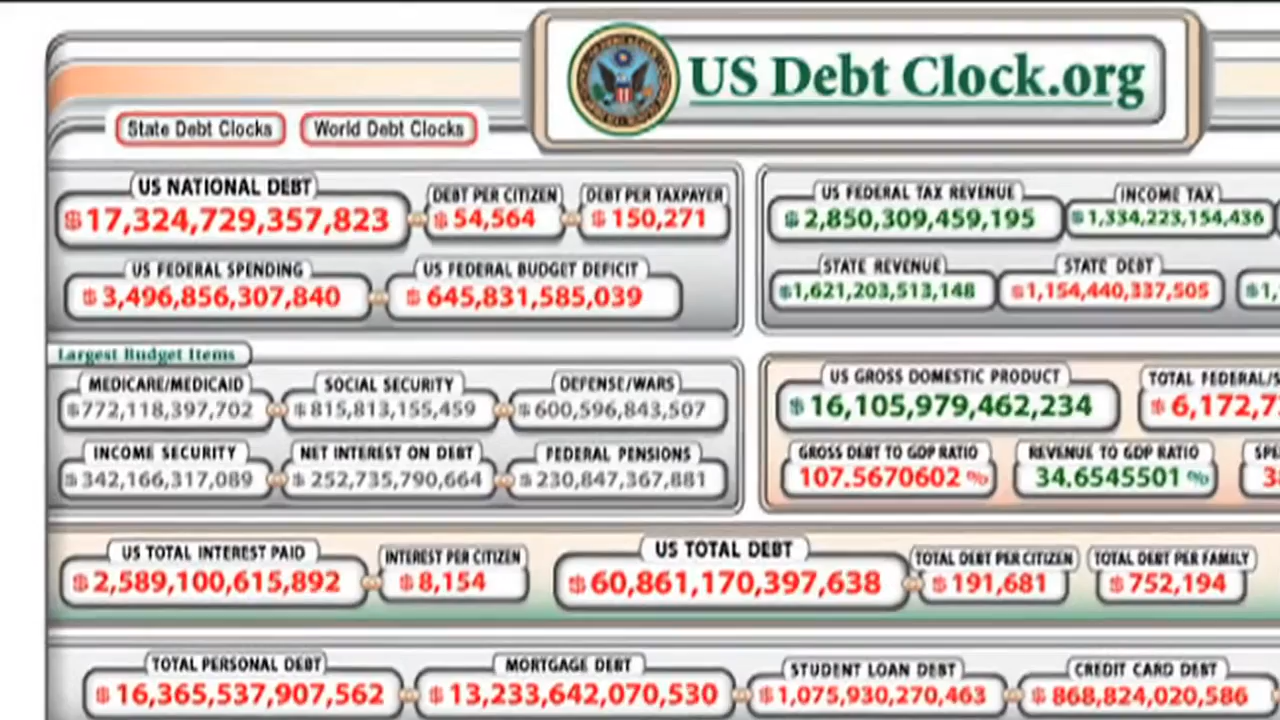 US Debt Clock.org
State Debt Clocks World Debt Clocks
US NATIONAL DEBT DEBT PER CITIZEN DEBT PER TAXPAYER
$17,324,729,357,823 $54,564 $150,271
US FEDERAL SPENDING US FEDERAL BUDGET DEFICIT
$3,496,856,307,840 $645,831,585,039
US FEDERAL TAX REVENUE INCOME TAX
$2,850,309,459,195 $1,334,223,154,436
STATE REVENUE STATE DEBT
$1,621,203,513,148 $1,154,440,337,505 $1,
Largest Budget Items
MEDICARE/MEDICAID SOCIAL SECURITY DEFENSE/WARS
$772,118,397,702 $815,813,155,459 $600,596,843,507
INCOME SECURITY NET INTEREST ON DEBT FEDERAL PENSIONS
$342,166,317,089 $252,735,790,664 $230,847,367,881
US GROSS DOMESTIC PRODUCT TOTAL FEDERAL/S
$16,105,979,462,234 $6,172,7
GROSS DEBT TO GDP RATIO REVENUE TO GDP RATIO SPE
107.5670602 % 34.6545501 % 3
US TOTAL INTEREST PAID INTEREST PER CITIZEN US TOTAL DEBT TOTAL DEBT PER CITIZEN TOTAL DEBT PER FAMILY
$2,589,100,615,892 $8,154 $60,861,170,397,638 $191,681 $752,194
TOTAL PERSONAL DEBT MORTGAGE DEBT STUDENT LOAN DEBT CREDIT CARD DEBT
$16,365,537,907,562 $13,233,642,070,530 $1,075,930,270,463 $868,824,020,586